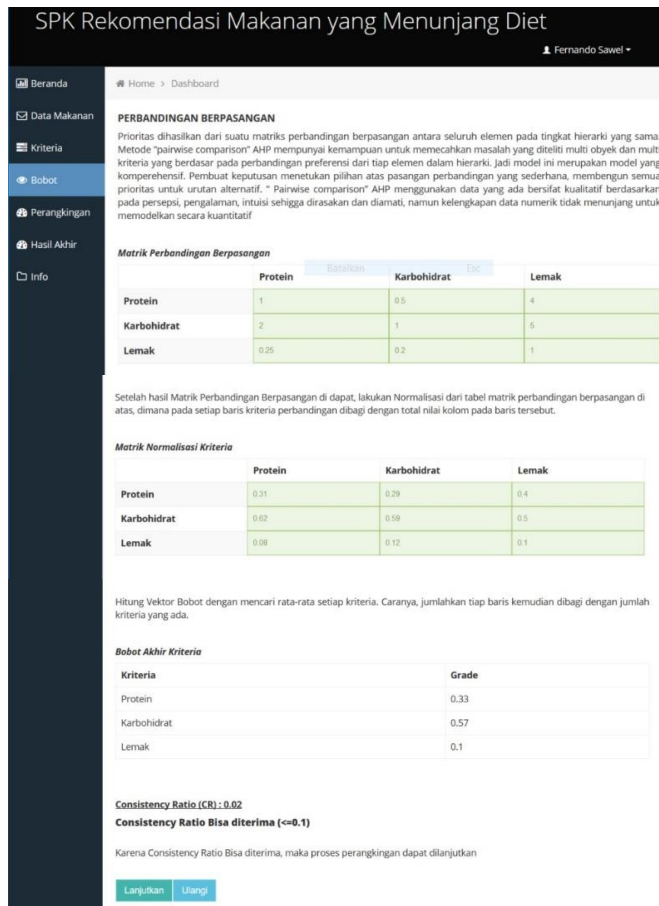 SPK Rekomendasi Makanan yang Menunjang Diet
Fernando Sawel
Beranda
Data Makanan
Kriteria
Bobot
Perangkingan
Hasil Akhir
Info
Home > Dashboard
PERBANDINGAN BERPASANGAN
Prioritas dihasilkan dari suatu matriks perbandingan berpasangan antara seluruh elemen pada tingkat hierarki yang sama.
Metode "pairwise comparison" AHP mempunyai kemampuan untuk memecahkan masalah yang diteliti multi obyek dan multi
kriteria yang berdasar pada perbandingan preferensi dari tiap elemen dalam hierarki. Jadi model ini merupakan model yang
komperehensif. Pembuat keputusan menetukan pilihan atas pasangan perbandingan yang sederhana, membengun semua
prioritas untuk urutan alternatif. " Pairwise comparison" AHP menggunakan data yang ada bersifat kualitatif berdasarkan
pada persepsi, pengalaman, intuisi sehigga dirasakan dan diamati, namun kelengkapan data numerik tidak menunjang untuk
memodelkan secara kuantitatif
Matrik Perbandingan Berpasangan
Batalkan Esc
Protein Karbohidrat Lemak
Protein 1 0.5 4
Karbohidrat 2 1 5
Lemak 0.25 0.2 1
Setelah hasil Matrik Perbandingan Berpasangan di dapat, lakukan Normalisasi dari tabel matrik perbandingan berpasangan di
atas, dimana pada setiap baris kriteria perbandingan dibagi dengan total nilai kolom pada baris tersebut.
Matrik Normalisasi Kriteria
Protein Karbohidrat Lemak
Protein 0.31 0.29 0.4
Karbohidrat 0.62 0.59 0.5
Lemak 0.08 0.12 0.1
Hitung Vektor Bobot dengan mencari rata-rata setiap kriteria. Caranya, jumlahkan tiap baris kemudian dibagi dengan jumlah
kriteria yang ada.
Bobot Akhir Kriteria
Kriteria Grade
Protein 0.33
Karbohidrat 0.57
Lemak 0.1
Consistency Ratio (CR) : 0.02
Consistency Ratio Bisa diterima (<=0.1)
Karena Consistency Ratio Bisa diterima, maka proses perangkingan dapat dilanjutkan
Lanjutkan Ulangi